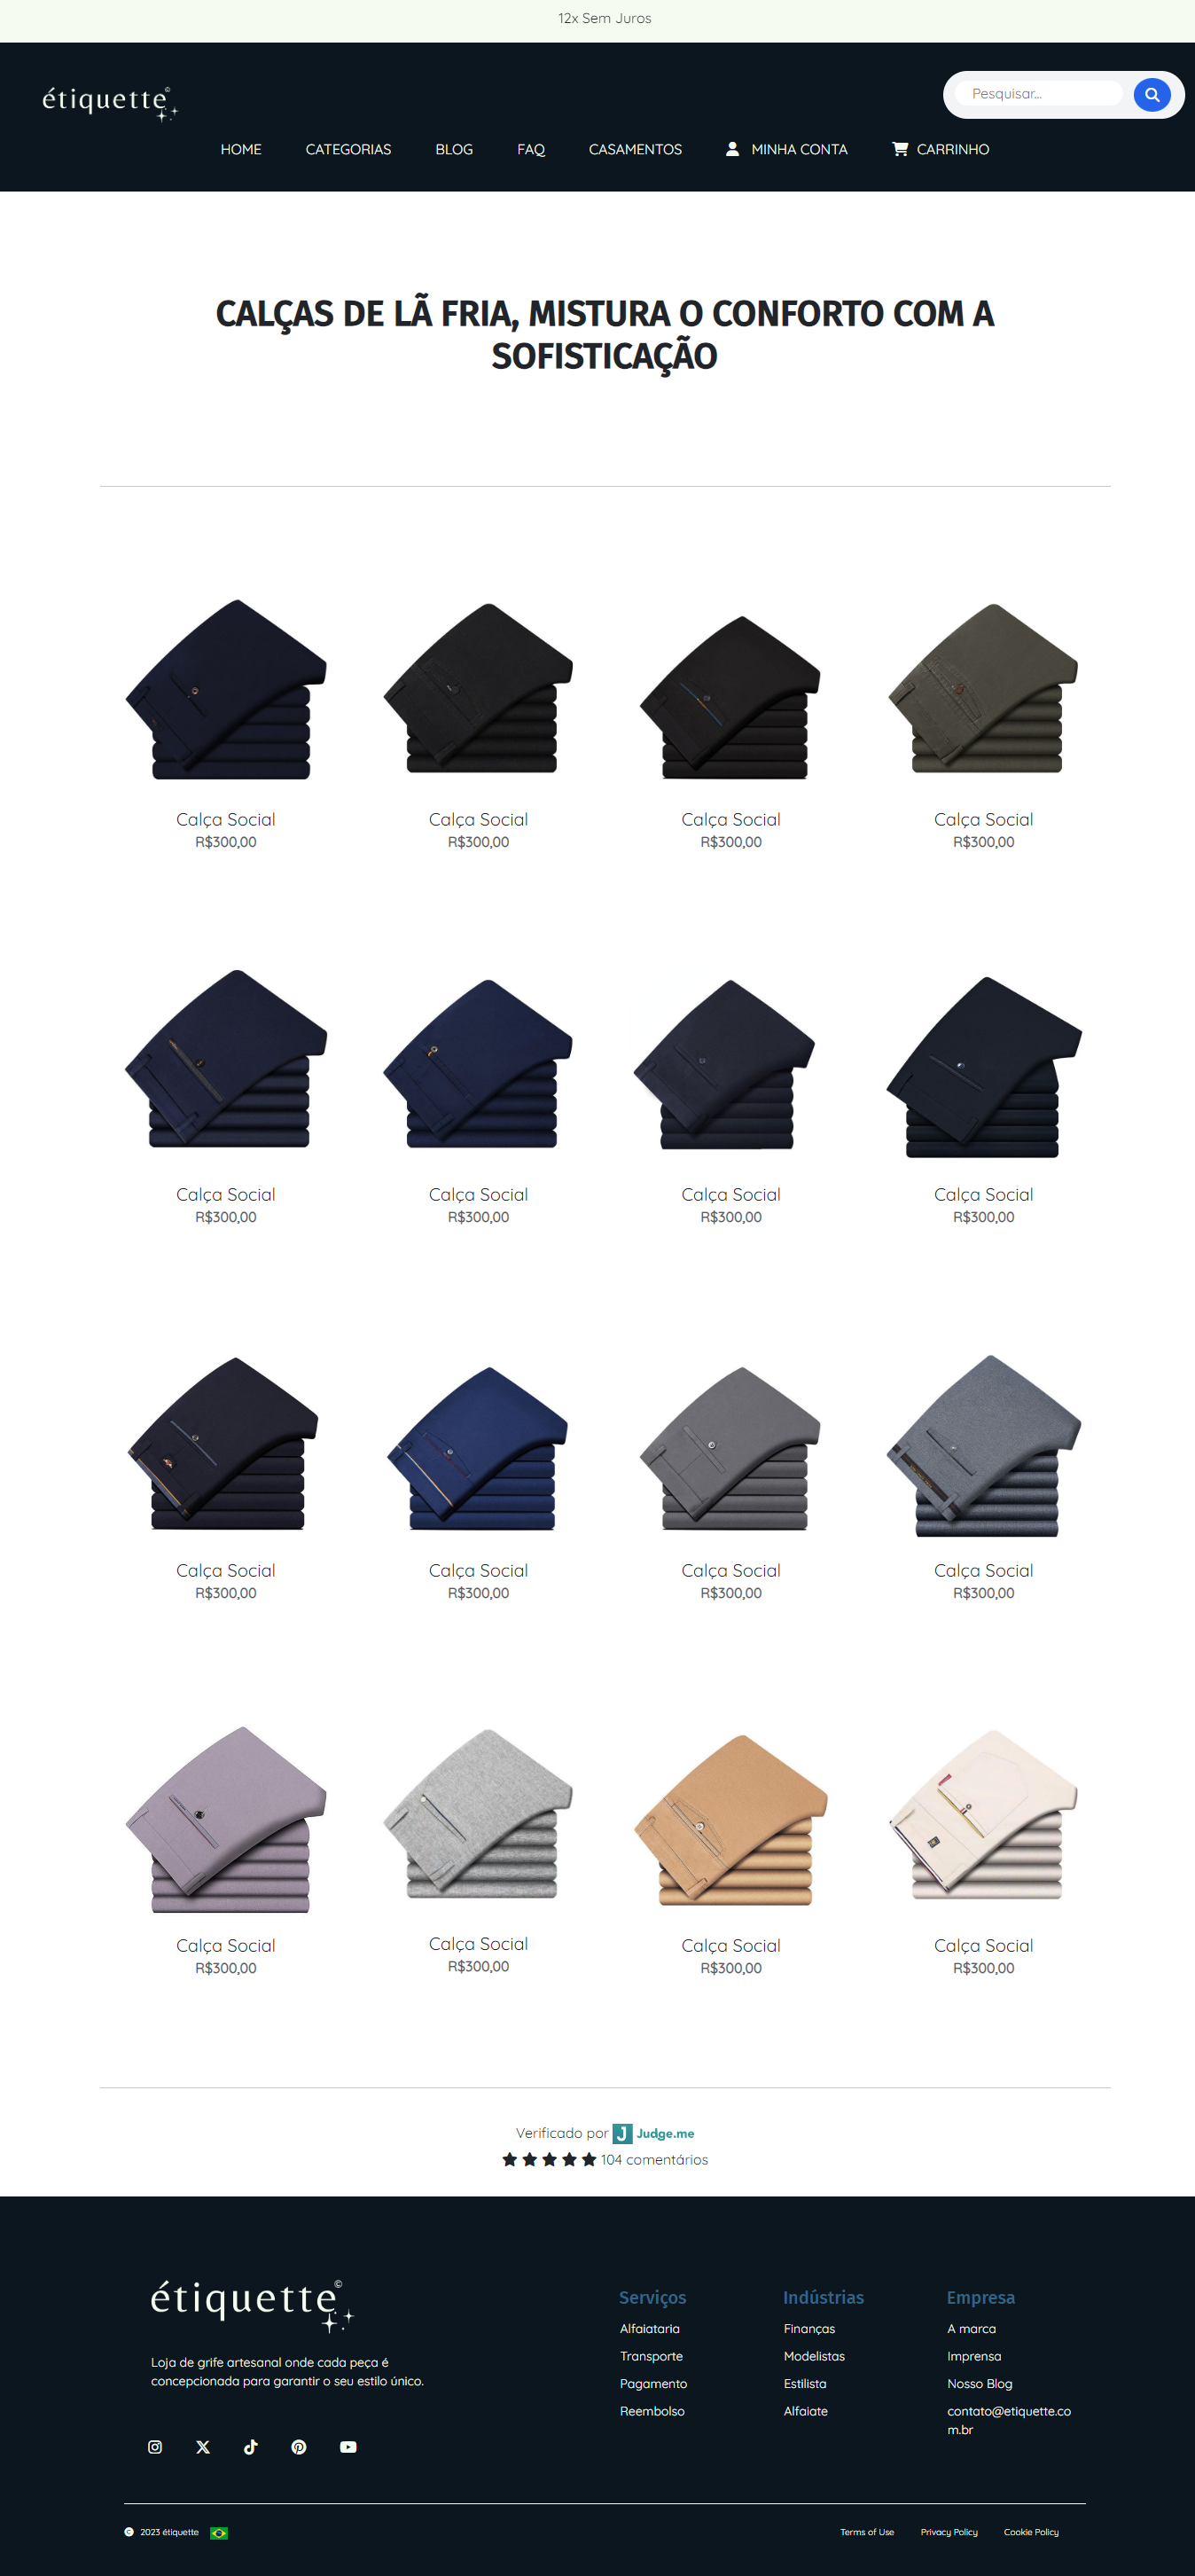 12x Sem Juros
étiquette©
Pesquisar...
HOME CATEGORIAS BLOG FAQ CASAMENTOS MINHA CONTA CARRINHO
CALÇAS DE LÃ FRIA, MISTURA O CONFORTO COM A
SOFISTICAÇÃO
Calça Social Calça Social Calça Social Calça Social
R$300,00 R$300,00 R$300,00 R$300,00
Calça Social Calça Social Calça Social Calça Social
R$300,00 R$300,00 R$300,00 R$300,00
Calça Social Calça Social Calça Social Calça Social
R$300,00 R$300,00 R$300,00 R$300,00
Calça Social Calça Social Calça Social Calça Social
R$300,00 R$300,00 R$300,00 R$300,00
Verificado por J Judge.me
104 comentários
étiquette©
Loja de grife artesanal onde cada peça é
concepcionada para garantir o seu estilo único.
Serviços
Alfaiataria
Transporte
Pagamento
Reembolso
Indústrias
Finanças
Modelistas
Estilista
Alfaiate
Empresa
A marca
Imprensa
Nosso Blog
contato@etiquette.co
m.br
© 2023 étiquette
Terms of Use Privacy Policy Cookie Policy